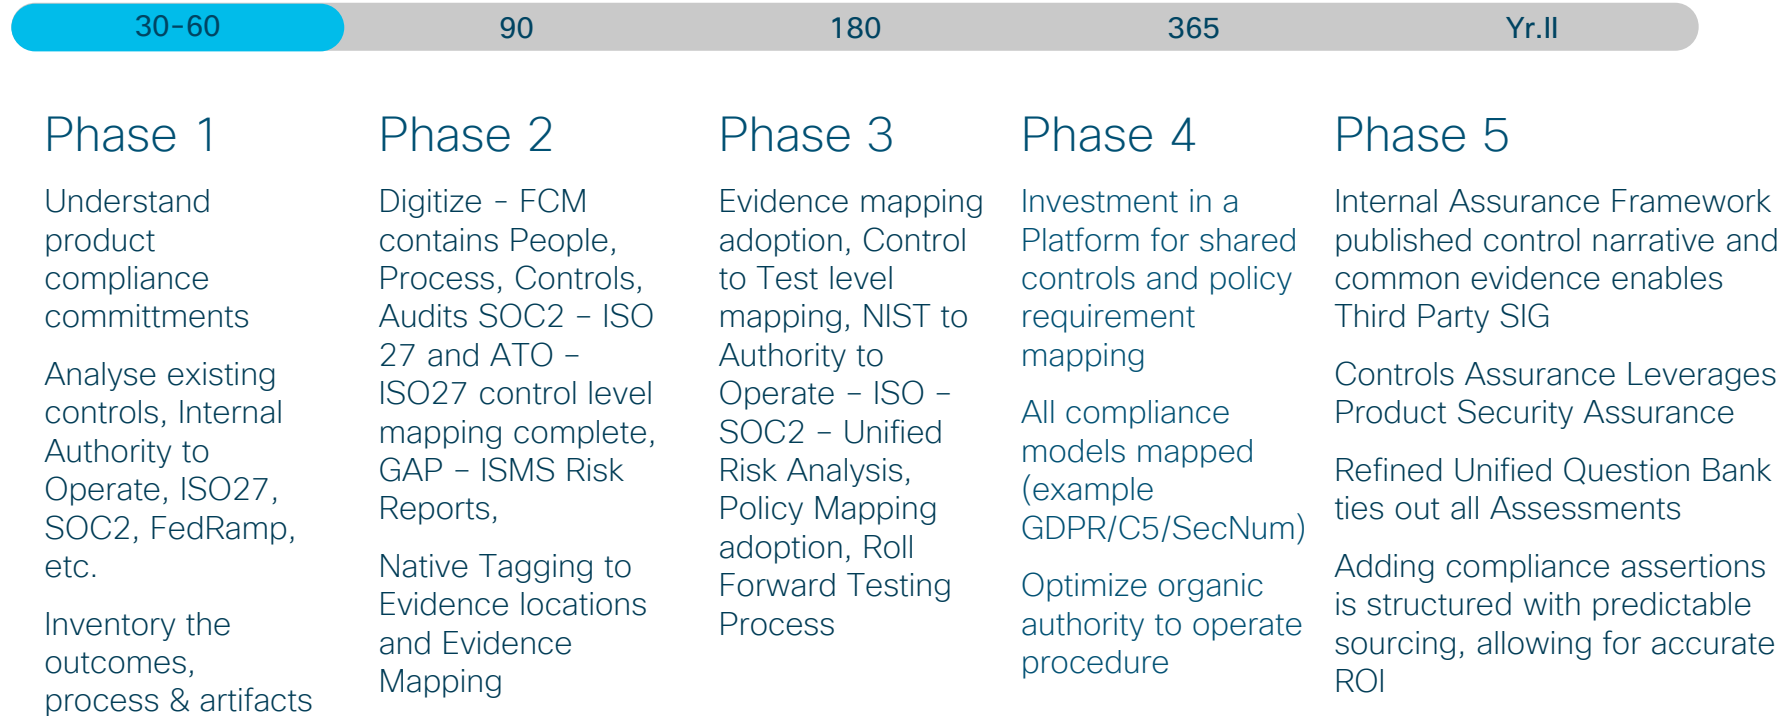 30-60
90
180
365
Yr.II
Phase 1
Understand
product
compliance
committments
Analyse existing
controls, Internal
Authority to
Operate, ISO27,
SOC2, FedRamp,
etc.
Inventory the
outcomes,
process & artifacts
Phase 2
Digitize - FCM
contains People,
Process, Controls,
Audits SOC2 – ISO
27 and ATO –
ISO27 control level
mapping complete,
GAP – ISMS Risk
Reports,
Native Tagging to
Evidence locations
and Evidence
Mapping
Phase 3
Evidence mapping
adoption, Control
to Test level
mapping, NIST to
Authority to
Operate – ISO –
SOC2 – Unified
Risk Analysis,
Policy Mapping
adoption, Roll
Forward Testing
Process
Phase 4
Investment in a
Platform for shared
controls and policy
requirement
mapping
All compliance
models mapped
(example
GDPR/C5/SecNum)
Optimize organic
authority to operate
procedure
Phase 5
Internal Assurance Framework
published control narrative and
common evidence enables
Third Party SIG
Controls Assurance Leverages
Product Security Assurance
Refined Unified Question Bank
ties out all Assessments
Adding compliance assertions
is structured with predictable
sourcing, allowing for accurate
ROI